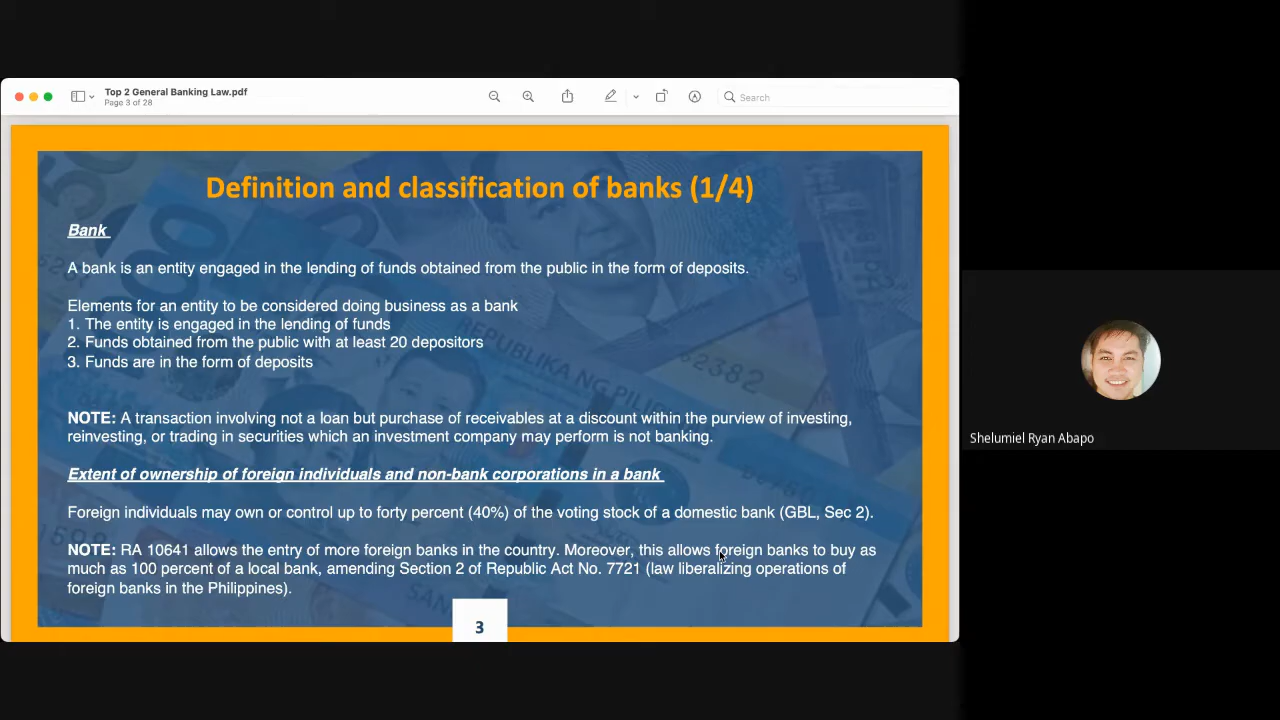 Top 2 General Banking Law.pdf
Page 3 of 28
Search
Definition and classification of banks (1/4)
Bank
A bank is an entity engaged in the lending of funds obtained from the public in the form of deposits.
Elements for an entity to be considered doing business as a bank
1. The entity is engaged in the lending of funds
2. Funds obtained from the public with at least 20 depositors
3. Funds are in the form of deposits
NOTE: A transaction involving not a loan but purchase of receivables at a discount within the purview of investing,
reinvesting, or trading in securities which an investment company may perform is not banking.
Extent of ownership of foreign individuals and non-bank corporations in a bank
Foreign individuals may own or control up to forty percent (40%) of the voting stock of a domestic bank (GBL, Sec 2).
NOTE: RA 10641 allows the entry of more foreign banks in the country. Moreover, this allows foreign banks to buy as
much as 100 percent of a local bank, amending Section 2 of Republic Act No. 7721 (law liberalizing operations of
foreign banks in the Philippines).
3
Shelumiel Ryan Abapo